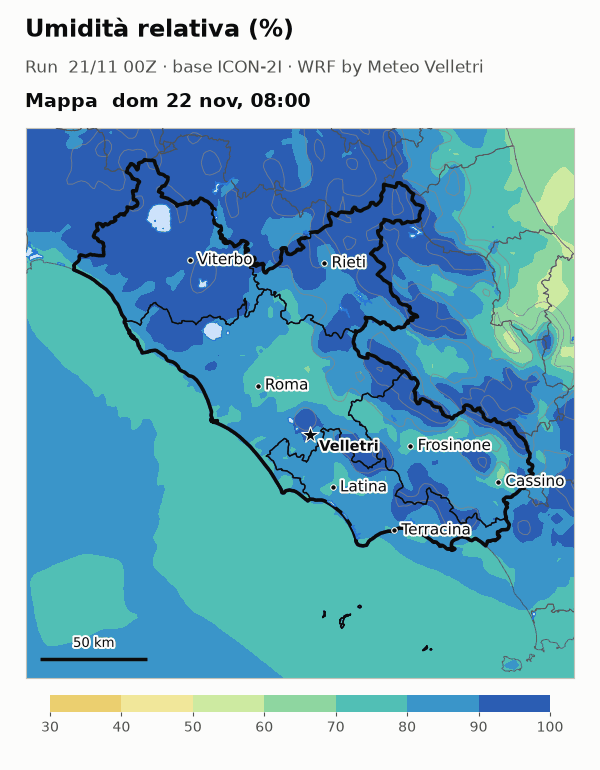 Umidità relativa (%)
Run  21/11 00Z · base ICON-2I · WRF by Meteo Velletri
Mappa  dom 22 nov, 08:00
Viterbo
Rieti
Roma
Velletri
Frosinone
Cassino
Latina
Terracina
50 km
30 40 50 60 70 80 90 100